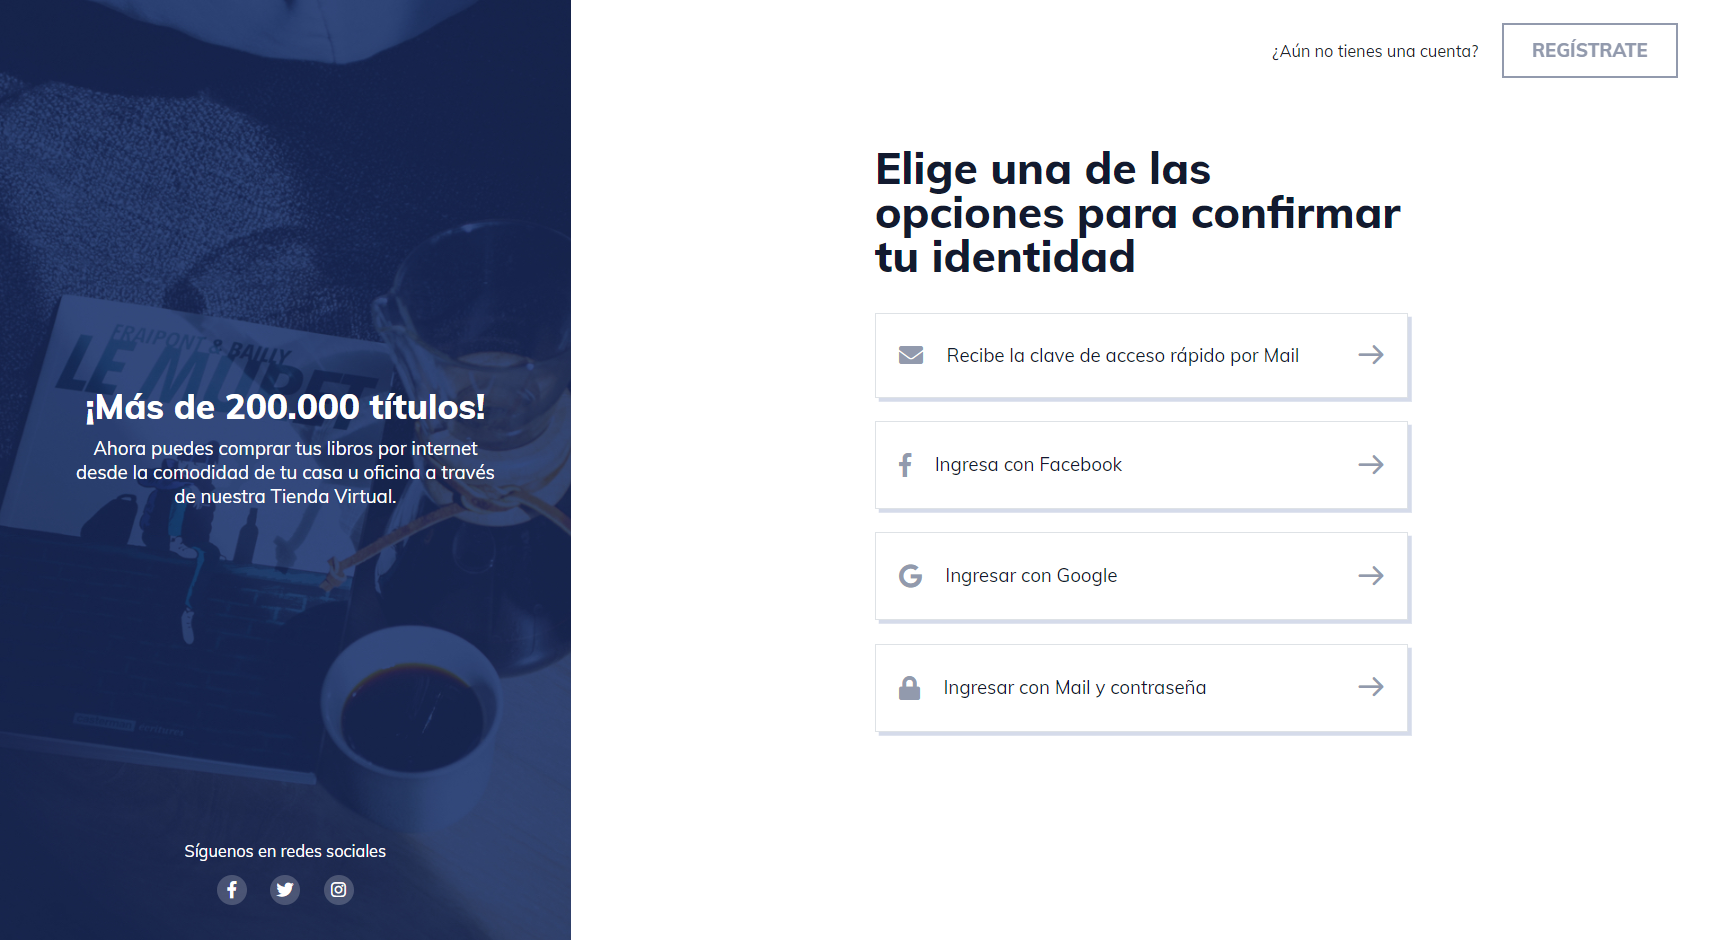 FRAIPONT & BAILLY
LE MURET
¡Más de 200.000 títulos!
Ahora puedes comprar tus libros por internet
desde la comodidad de tu casa u oficina a través
de nuestra Tienda Virtual.
Síguenos en redes sociales
¿Aún no tienes una cuenta?
REGÍSTRATE
Elige una de las
opciones para confirmar
tu identidad
Recibe la clave de acceso rápido por Mail
Ingresa con Facebook
Ingresar con Google
Ingresar con Mail y contraseña